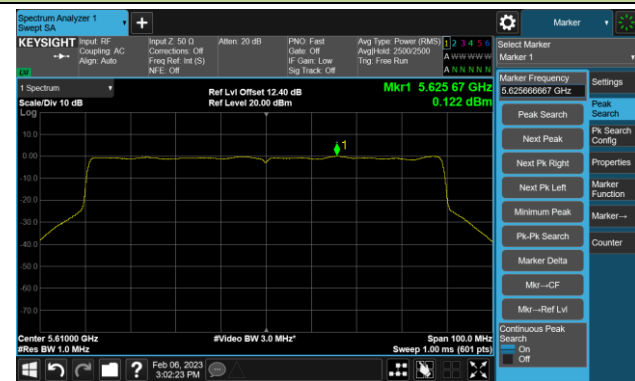 Spectrum Analyzer 1
Swept SA
KEYSIGHT
Input: RF
Coupling: AC
Align: Auto
Input Z: 50 Ω
Corrections: Off
Freq Ref: Int (S)
NFE: Off
Atten: 20 dB
PNO: Fast
Gate: Off
IF Gain: Low
Sig Track: Off
Avg Type: Power (RMS)
Avg|Hold: 2500/2500
Trig: Free Run
1 2 3 4 5 6
A W W W W W
A N N N N N
1 Spectrum
Scale/Div 10 dB
Log
Ref Lvl Offset 12.40 dB
Ref Level 20.00 dBm
Mkr1 5.625 67 GHz
0.122 dBm
10.0
0.00
-10.0
-20.0
-30.0
-40.0
-50.0
-60.0
-70.0
1
Center 5.61000 GHz
#Res BW 1.0 MHz
#Video BW 3.0 MHz*
Span 100.0 MHz
Sweep 1.00 ms (601 pts)
Feb 06, 2023
3:02:23 PM
Marker
Select Marker
Marker 1
Marker Frequency
5.625666667 GHz
Peak Search
Next Peak
Next Pk Right
Next Pk Left
Minimum Peak
Pk-Pk Search
Marker Delta
Mkr→CF
Mkr→Ref Lvl
Continuous Peak
Search
On
Off
Settings
Peak
Search
Pk Search
Config
Properties
Marker
Function
Marker→
Counter